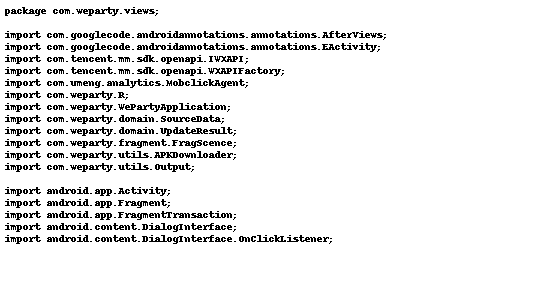 package com.weparty.views;
import com.googlecode.androidannotations.annotations.AfterViews;
import com.googlecode.androidannotations.annotations.EActivity;
import com.tencent.mm.sdk.openapi.IWXAPI;
import com.tencent.mm.sdk.openapi.WXAPIFactory;
import com.umeng.analytics.MobclickAgent;
import com.weparty.R;
import com.weparty.WePartyApplication;
import com.weparty.domain.SourceData;
import com.weparty.domain.UpdateResult;
import com.weparty.fragment.FragScence;
import com.weparty.utils.APKDownloader;
import com.weparty.utils.Output;
import android.app.Activity;
import android.app.Fragment;
import android.app.FragmentTransaction;
import android.content.DialogInterface;
import android.content.DialogInterface.OnClickListener;